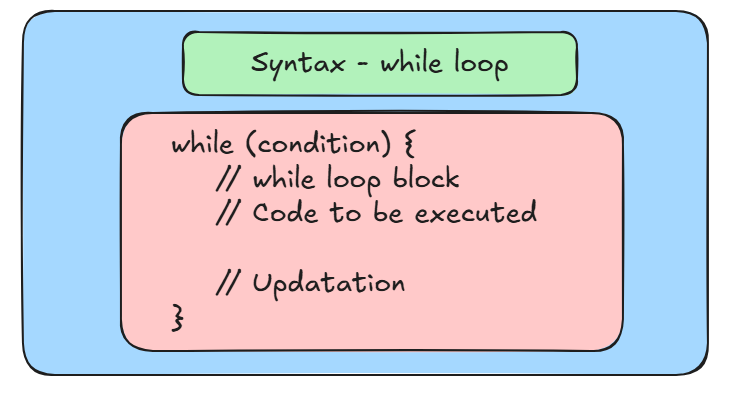 Syntax - while loop
while (condition) {
// while loop block
// Code to be executed
// Updatation
}